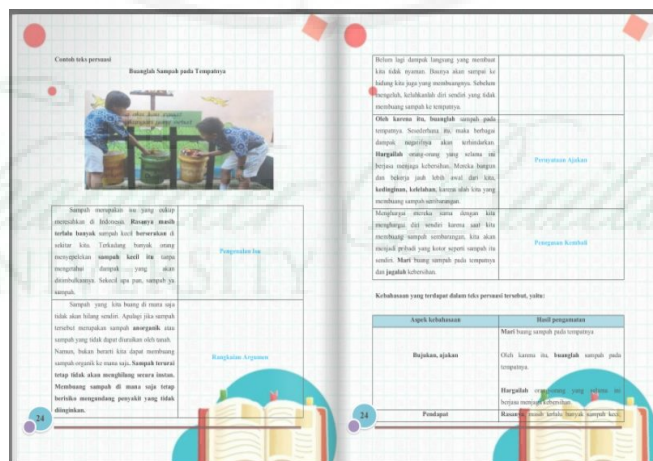 Contoh teks persuasi
Buanglah Sampah pada Tempatnya
Sampah merupakan isu yang cukup
meresahkan di Indonesia. Rasanya masih
terlalu banyak sampah kecil berserakan di
sekitar kita. Terkadang banyak orang
menyepelekan sampah kecil itu tanpa
mengetahui dampak yang akan
ditimbulkannya. Sekecil apa pun, sampah ya
sampah.
Pengenalan Isu
Sampah yang kita buang di mana saja
tidak akan hilang sendiri. Apalagi jika sampah
tersebut merupakan sampah anorganik atau
sampah yang tidak dapat diuraikan oleh tanah.
Namun, bukan berarti kita dapat membuang
sampah organik ke mana saja. Sampah terurai
tetap tidak akan menghilang secara instan.
Membuang sampah di mana saja tetap
berisiko mengandung penyakit yang tidak
diinginkan.
Rangkaian Argumen
24
Belum lagi dampak langsung yang membuat
kita tidak nyaman. Baunya akan sampai ke
hidung kita juga yang membuangnya. Sebelum
mengeluh, keluhkanlah diri sendiri yang tidak
membuang sampah ke tempatnya.
Oleh karena itu, buanglah sampah pada
tempatnya. Sesederhana itu, maka berbagai
dampak negatifnya akan terhindarkan.
Hargailah orang-orang yang selama ini
berjasa menjaga kebersihan. Mereka bangun
dan bekerja jauh lebih awal dari kita,
kedinginan, kelelahan, karena ulah kita yang
membuang sampah sembarangan.
Pernyataan Ajakan
Menghargai mereka sama dengan kita
menghargai diri sendiri karena saat kita
membuang sampah sembarangan, kita akan
menjadi pribadi yang kotor seperti sampah itu
sendiri. Mari buang sampah pada tempatnya
dan jagalah kebersihan.
Penegasan Kembali
Kebahasaan yang terdapat dalam teks persuasi tersebut, yaitu:
Aspek kebahasaan Hasil pengamatan
Mari buang sampah pada tempatnya
Bujukan, ajakan
Oleh karena itu, buanglah sampah pada
tempatnya.
Hargailah orang-orang yang selama ini
berjasa menjaga kebersihan.
Pendapat Rasanya masih terlalu banyak sampah kecil,
24